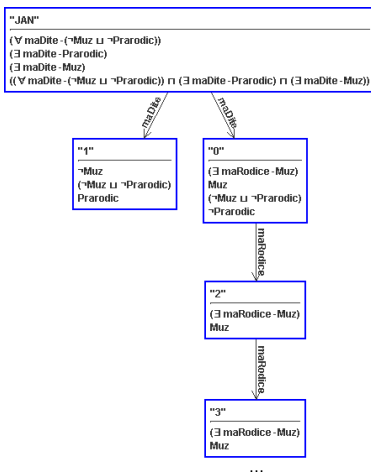 "JAN"
(∀ maDite-(¬Muz ⊔ ¬Prarodic))
(∃ maDite-Prarodic)
(∃ maDite-Muz)
((∀ maDite-(¬Muz ⊔ ¬Prarodic)) ⊓ (∃ maDite-Prarodic) ⊓ (∃ maDite-Muz))
maDite
maDite
"1"
¬Muz
(¬Muz ⊔ ¬Prarodic)
Prarodic
"0"
(∃ maRodice-Muz)
Muz
(¬Muz ⊔ ¬Prarodic)
¬Prarodic
maRodice
"2"
(∃ maRodice-Muz)
Muz
maRodice
"3"
(∃ maRodice-Muz)
Muz
...